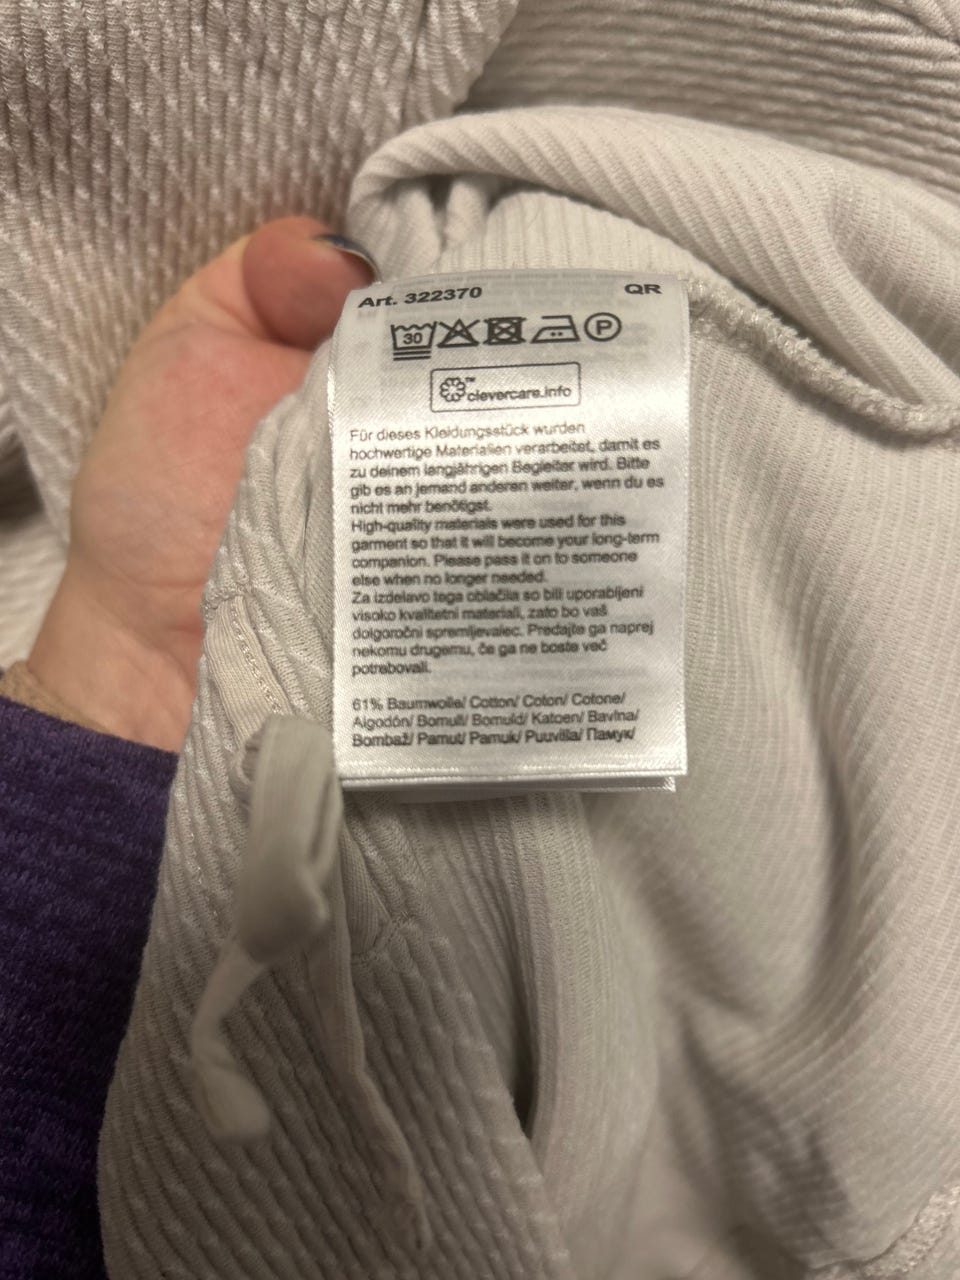 Art. 322370 QR
30 P
™ clevercare.info
Für dieses Kleidungsstück wurden
hochwertige Materialien verarbeitet, damit es
zu deinem langjährigen Begleiter wird. Bitte
gib es an jemand anderen weiter, wenn du es
nicht mehr benötigst.
High-quality materials were used for this
garment so that it will become your long-term
companion. Please pass it on to someone
else when no longer needed.
Za izdelavo tega oblačila so bili uporabljeni
visoko kvalitetni materiali, zato bo vaš
dolgoročni spremljevalec. Predajte ga naprej
nekomu drugemu, če ga ne boste več
potrebovali.
61% Baumwolle/ Cotton/ Coton/ Cotone/
Algodón/ Bomull/ Bomuld/ Katoen/ Bavlna/
Bombaž/ Pamut/ Pamuk/ Puuvilla/ Памук/